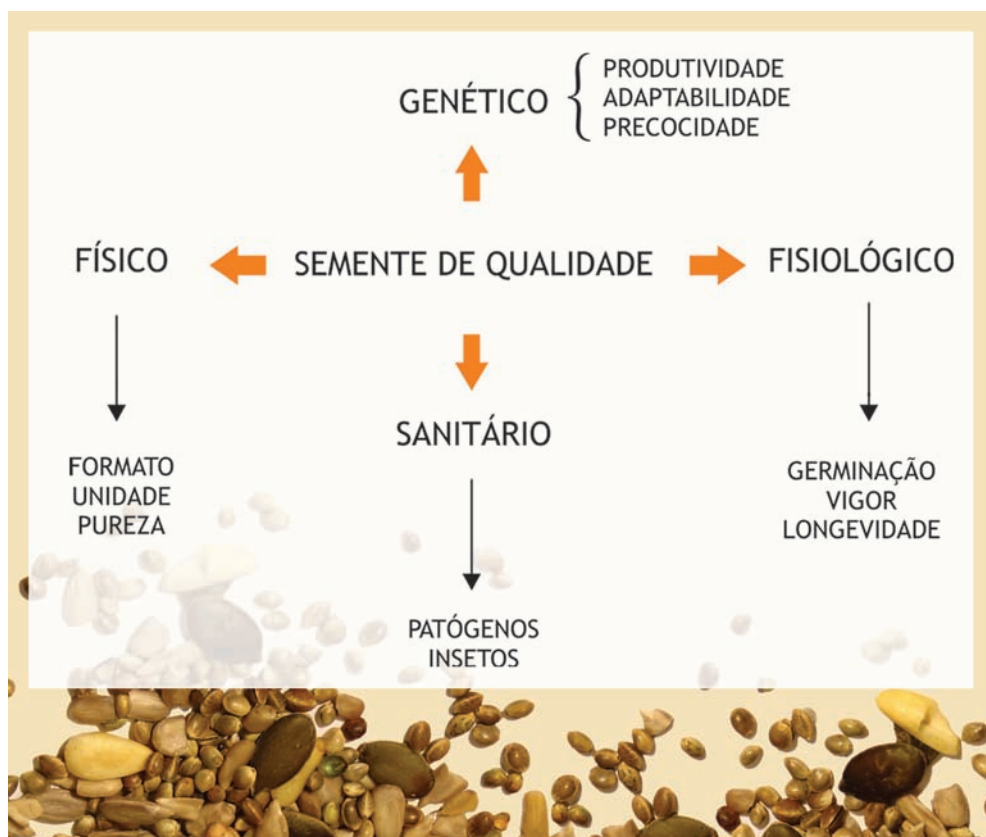 GENÉTICO
PRODUTIVIDADE
ADAPTABILIDADE
PRECOCIDADE
FÍSICO
SEMENTE DE QUALIDADE
FISIOLÓGICO
SANITÁRIO
FORMATO
UNIDADE
PUREZA
GERMINAÇÃO
VIGOR
LONGEVIDADE
PATÓGENOS
INSETOS